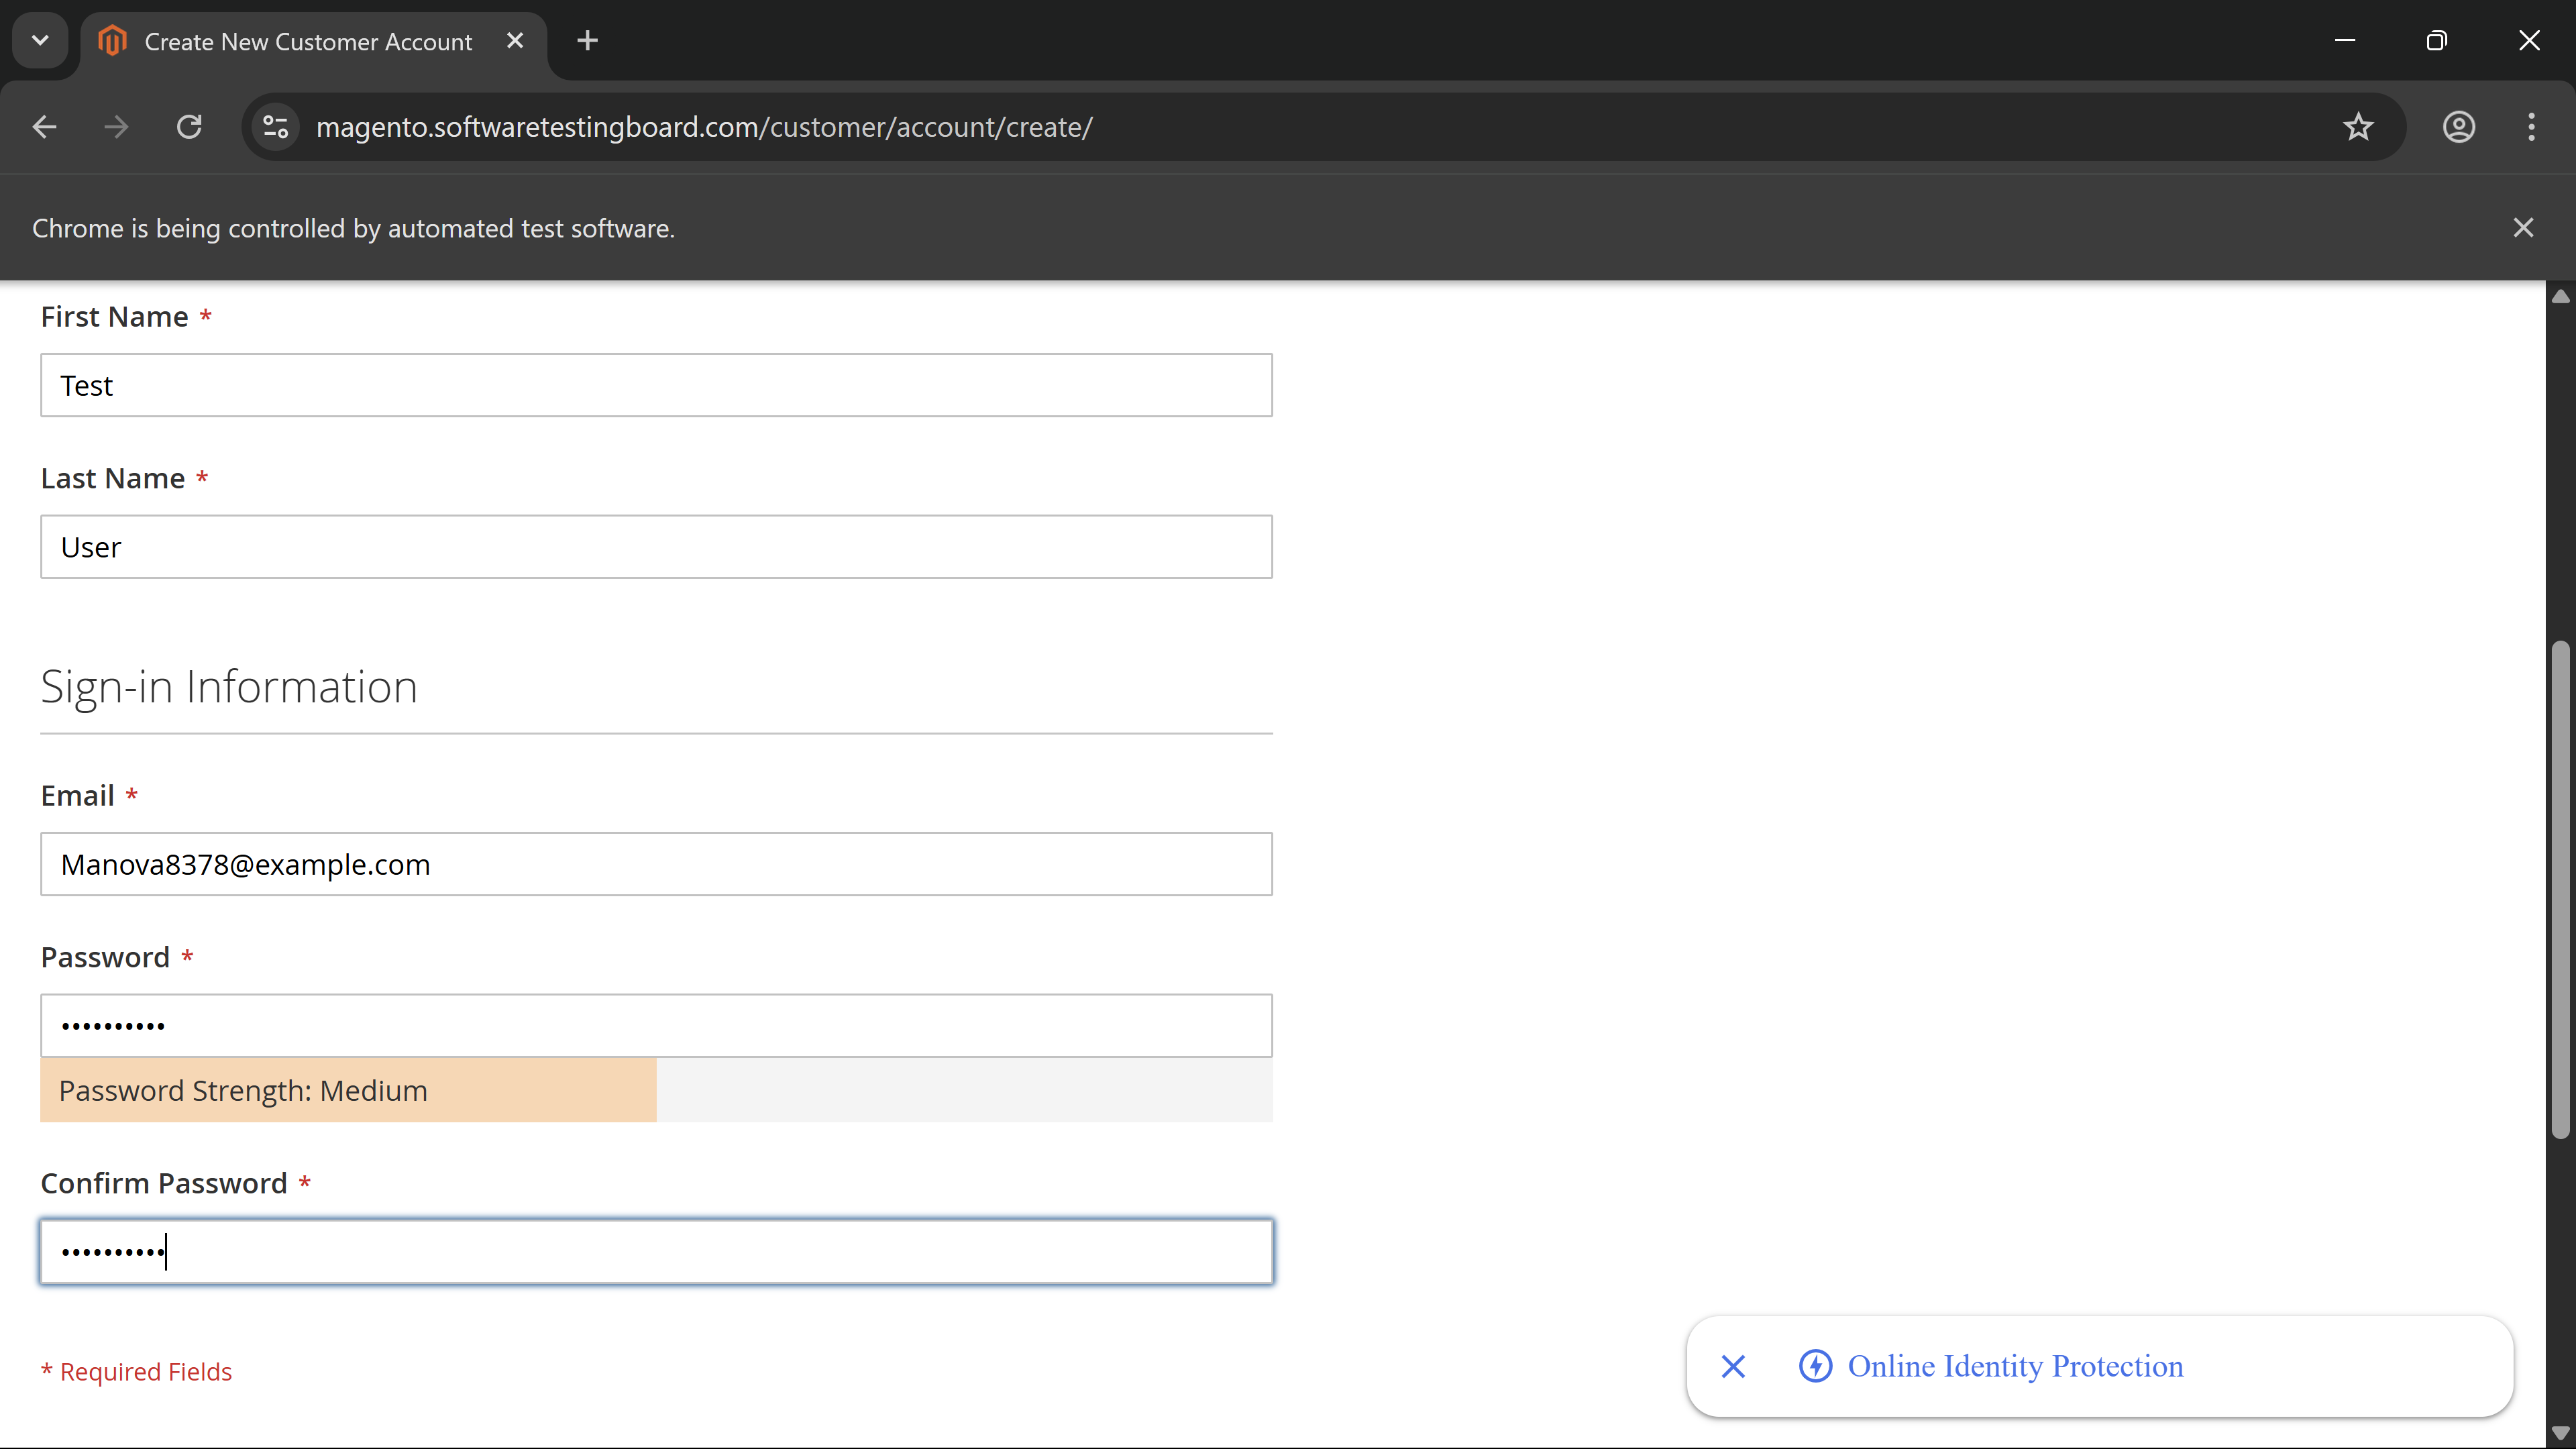 Create New Customer Account
magento.softwaretestingboard.com/customer/account/create/
Chrome is being controlled by automated test software.
First Name *
Test
Last Name *
User
Sign-in Information
Email *
Manova8378@example.com
Password *
••••••••••
Password Strength: Medium
Confirm Password *
••••••••••
* Required Fields
Online Identity Protection